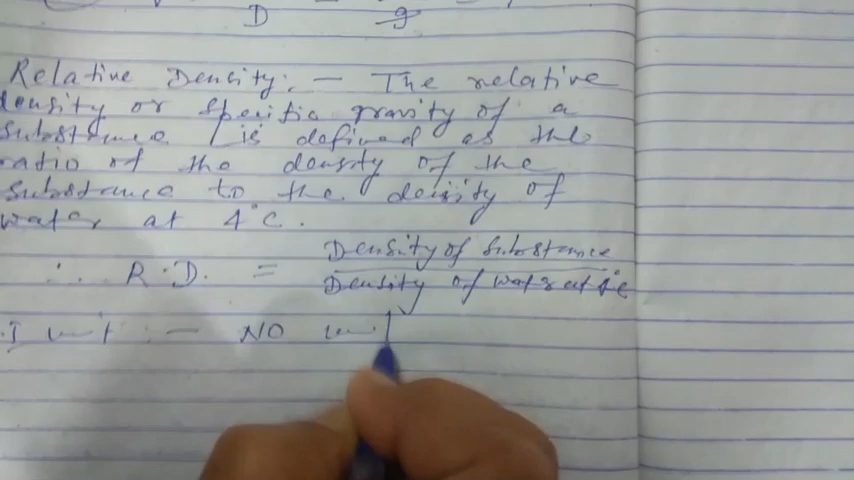 D g
Relative Density: - The relative
density or specific gravity of a
substance is defined as the
ratio of the density of the
substance to the density of
water at 4°C.
∴ R.D. = Density of substance
Density of water at 4°c
.I unit :- NO unit